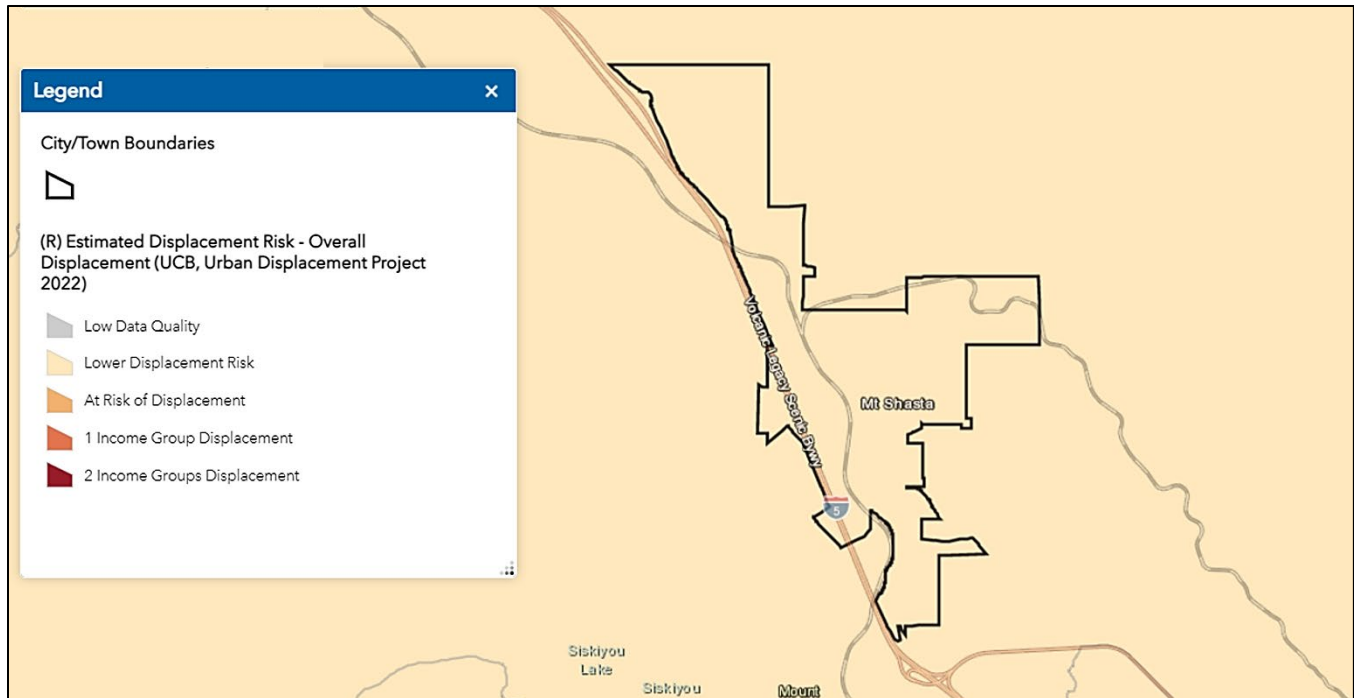 Legend ×
City/Town Boundaries
(R) Estimated Displacement Risk - Overall
Displacement (UCB, Urban Displacement Project
2022)
Low Data Quality
Lower Displacement Risk
At Risk of Displacement
1 Income Group Displacement
2 Income Groups Displacement
Volcanic Legacy Scenic Bywy
Mt Shasta
5
Siskiyou
Lake
Siskiyou
Mount